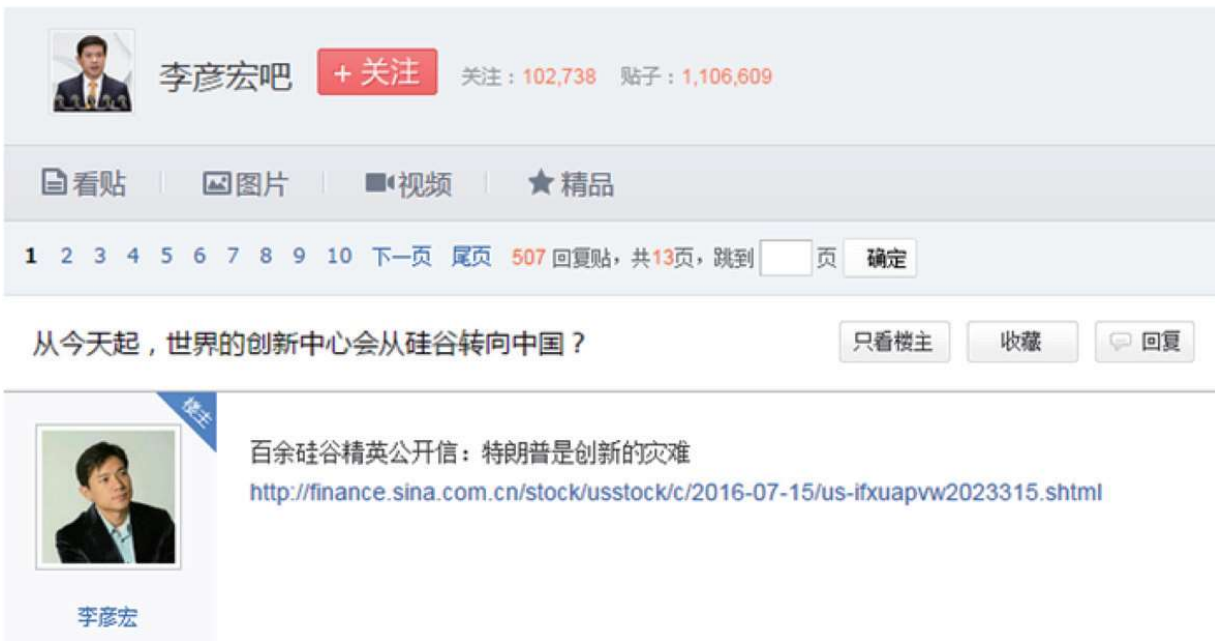 李彦宏吧 + 关注 关注：102,738 贴子：1,106,609
看贴 图片 视频 精品
1 2 3 4 5 6 7 8 9 10 下一页 尾页 507 回复贴，共13页，跳到 页 确定
从今天起，世界的创新中心会从硅谷转向中国？ 只看楼主 收藏 回复
楼主
百余硅谷精英公开信：特朗普是创新的灾难
http://finance.sina.com.cn/stock/usstock/c/2016-07-15/us-ifxuapvw2023315.shtml
李彦宏